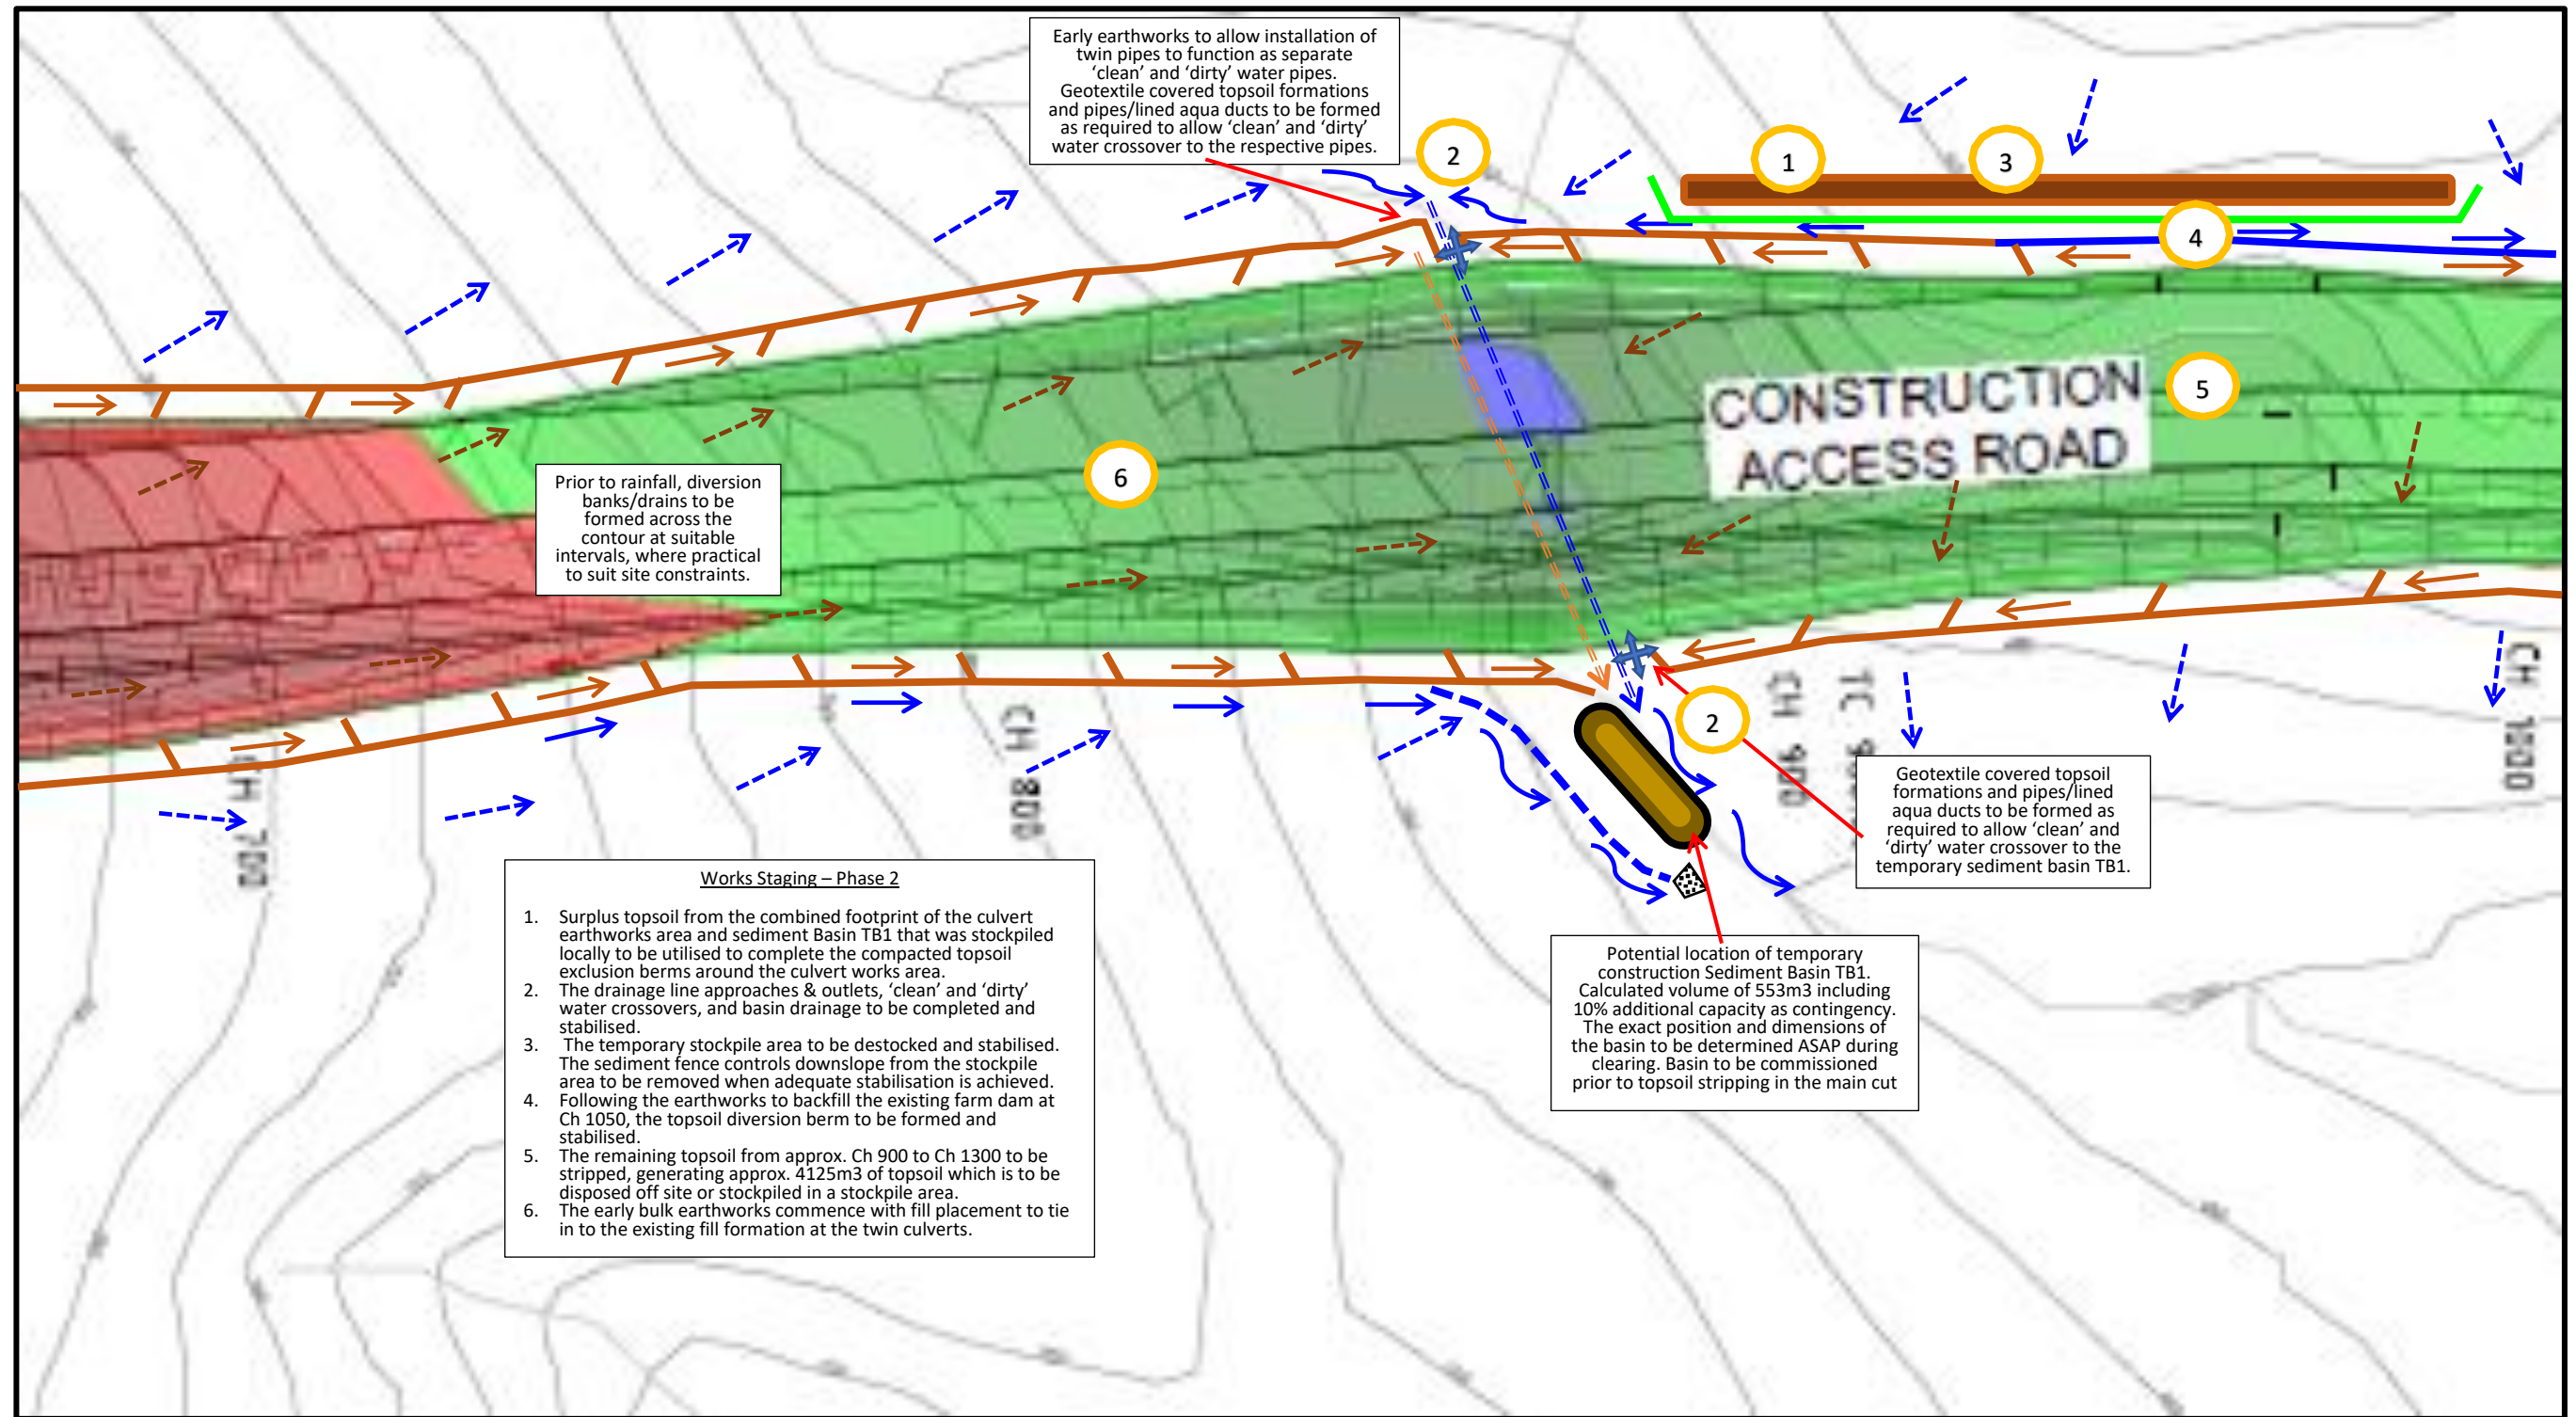 Early earthworks to allow installation of
twin pipes to function as separate
‘clean’ and ‘dirty’ water pipes.
Geotextile covered topsoil formations
and pipes/lined aqua ducts to be formed
as required to allow ‘clean’ and ‘dirty’
water crossover to the respective pipes.
2
1
3
4
5
CONSTRUCTION
ACCESS ROAD
6
Prior to rainfall, diversion
banks/drains to be
formed across the
contour at suitable
intervals, where practical
to suit site constraints.
2
CH 700
CH 800
CH 900
TC
CH 1000
Geotextile covered topsoil
formations and pipes/lined
aqua ducts to be formed as
required to allow ‘clean’ and
‘dirty’ water crossover to the
temporary sediment basin TB1.
Works Staging – Phase 2
1. Surplus topsoil from the combined footprint of the culvert
earthworks area and sediment Basin TB1 that was stockpiled
locally to be utilised to complete the compacted topsoil
exclusion berms around the culvert works area.
2. The drainage line approaches & outlets, ‘clean’ and ‘dirty’
water crossovers, and basin drainage to be completed and
stabilised.
3. The temporary stockpile area to be destocked and stabilised.
The sediment fence controls downslope from the stockpile
area to be removed when adequate stabilisation is achieved.
4. Following the earthworks to backfill the existing farm dam at
Ch 1050, the topsoil diversion berm to be formed and
stabilised.
5. The remaining topsoil from approx. Ch 900 to Ch 1300 to be
stripped, generating approx. 4125m3 of topsoil which is to be
disposed off site or stockpiled in a stockpile area.
6. The early bulk earthworks commence with fill placement to tie
in to the existing fill formation at the twin culverts.
Potential location of temporary
construction Sediment Basin TB1.
Calculated volume of 553m3 including
10% additional capacity as contingency.
The exact position and dimensions of
the basin to be determined ASAP during
clearing. Basin to be commissioned
prior to topsoil stripping in the main cut